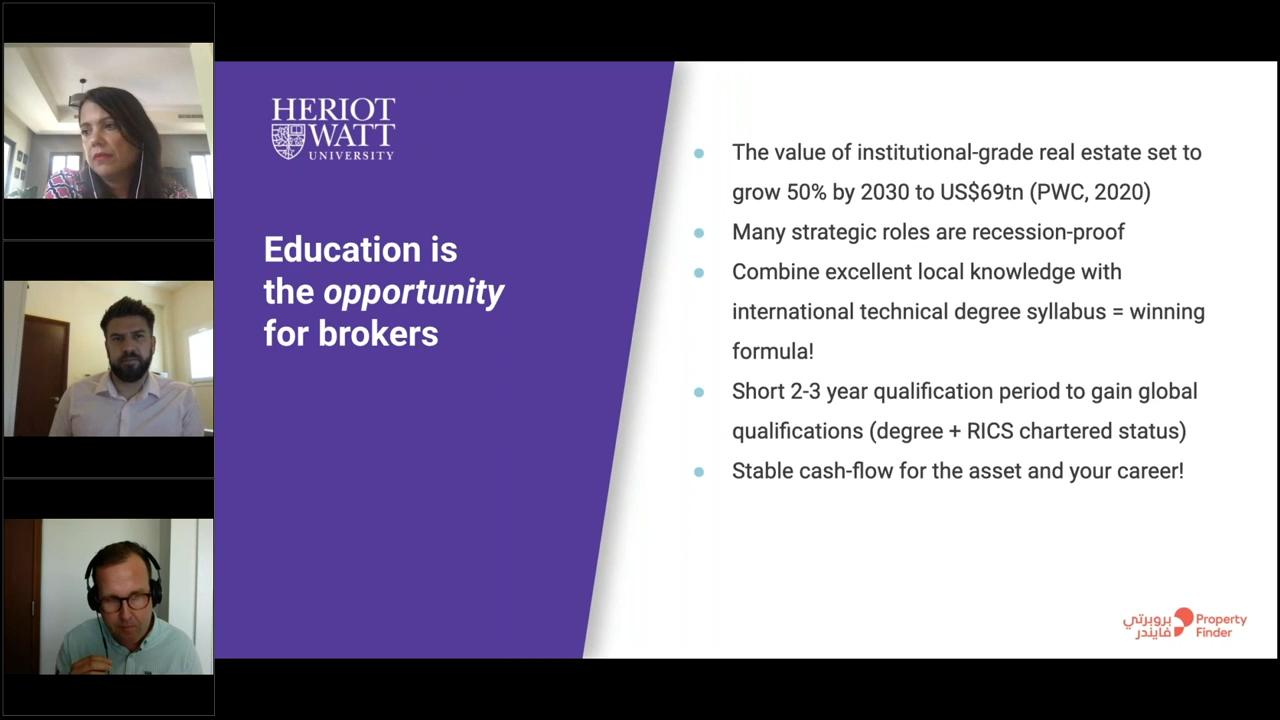 HERIOT
WATT
UNIVERSITY
Education is
the opportunity
for brokers
The value of institutional-grade real estate set to
grow 50% by 2030 to US$69tn (PWC, 2020)
Many strategic roles are recession-proof
Combine excellent local knowledge with
international technical degree syllabus = winning
formula!
Short 2-3 year qualification period to gain global
qualifications (degree + RICS chartered status)
Stable cash-flow for the asset and your career!
بروبرتي
فايندر
Property
Finder